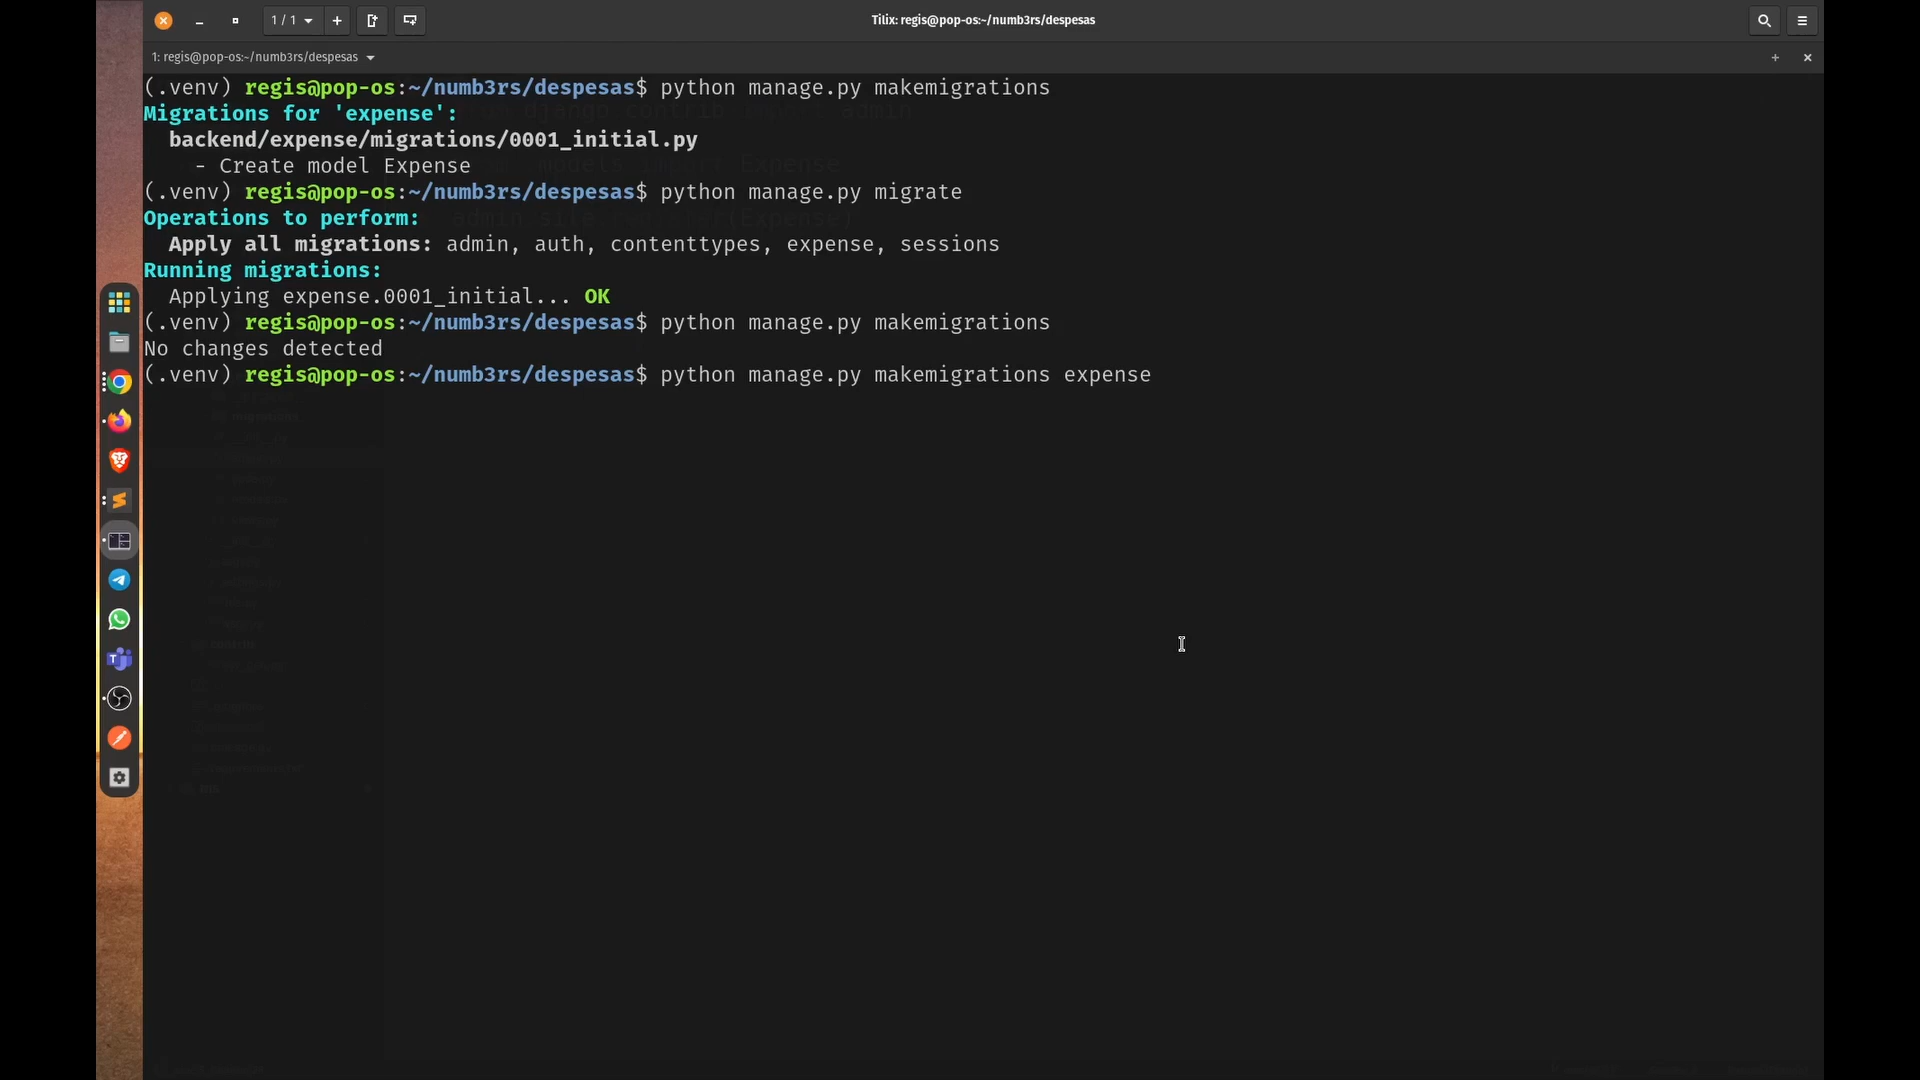 1 / 1
Tilix: regis@pop-os:~/numb3rs/despesas
1: regis@pop-os:~/numb3rs/despesas
(.venv) regis@pop-os:~/numb3rs/despesas$ python manage.py makemigrations
Migrations for 'expense':
backend/expense/migrations/0001_initial.py
- Create model Expense
(.venv) regis@pop-os:~/numb3rs/despesas$ python manage.py migrate
Operations to perform:
Apply all migrations: admin, auth, contenttypes, expense, sessions
Running migrations:
Applying expense.0001_initial... OK
(.venv) regis@pop-os:~/numb3rs/despesas$ python manage.py makemigrations
No changes detected
(.venv) regis@pop-os:~/numb3rs/despesas$ python manage.py makemigrations expense